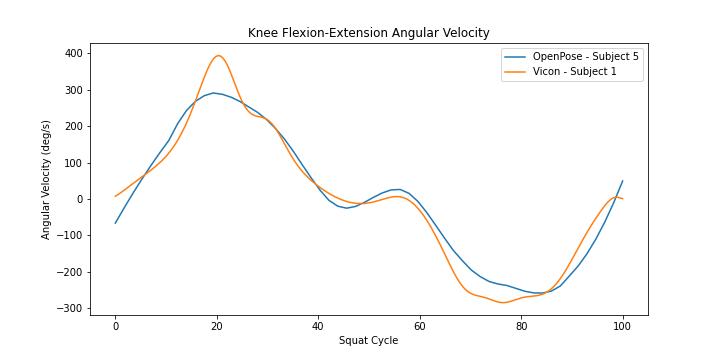 Knee Flexion-Extension Angular Velocity
OpenPose - Subject 5
Vicon - Subject 1
Angular Velocity (deg/s)
400
300
200
100
0
−100
−200
−300
0
20
40
60
80
100
Squat Cycle